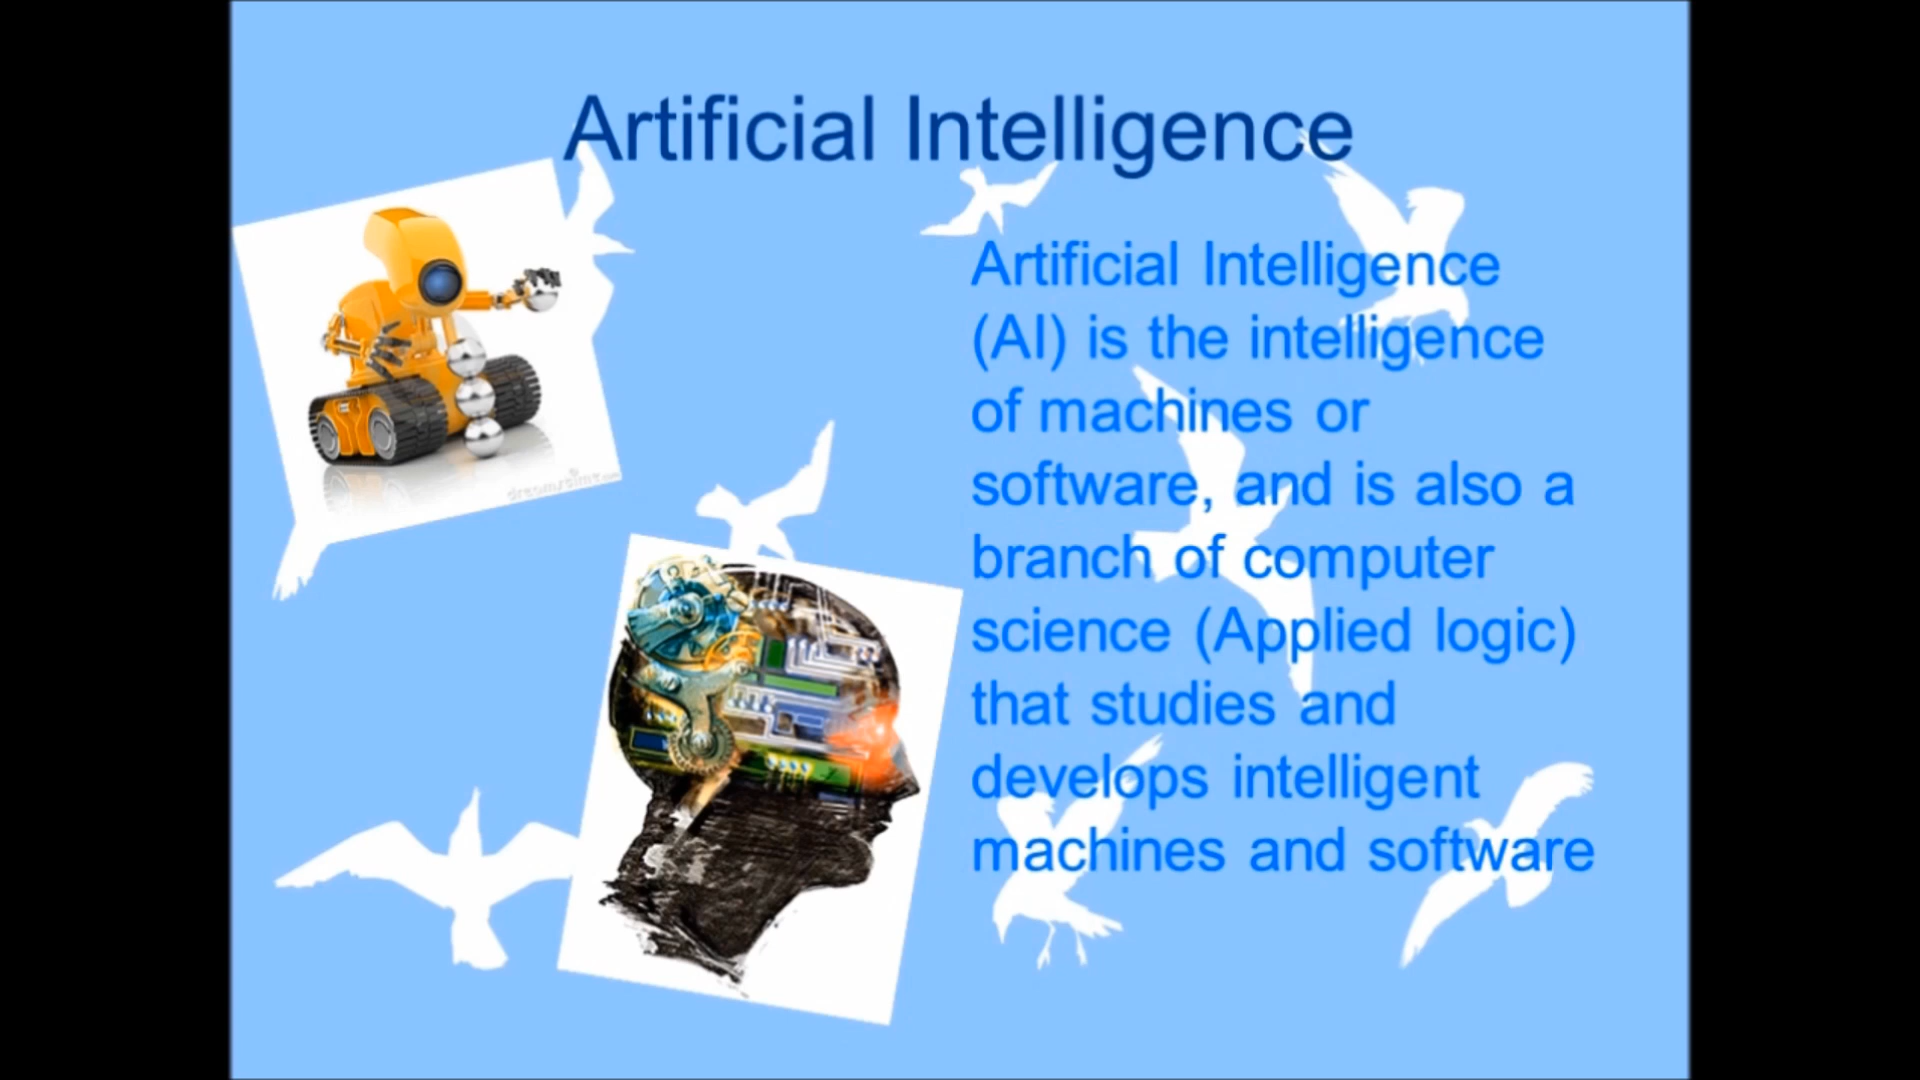 Artificial Intelligence
Artificial Intelligence
(AI) is the intelligence
of machines or
software, and is also a
branch of computer
science (Applied logic)
that studies and
develops intelligent
machines and software